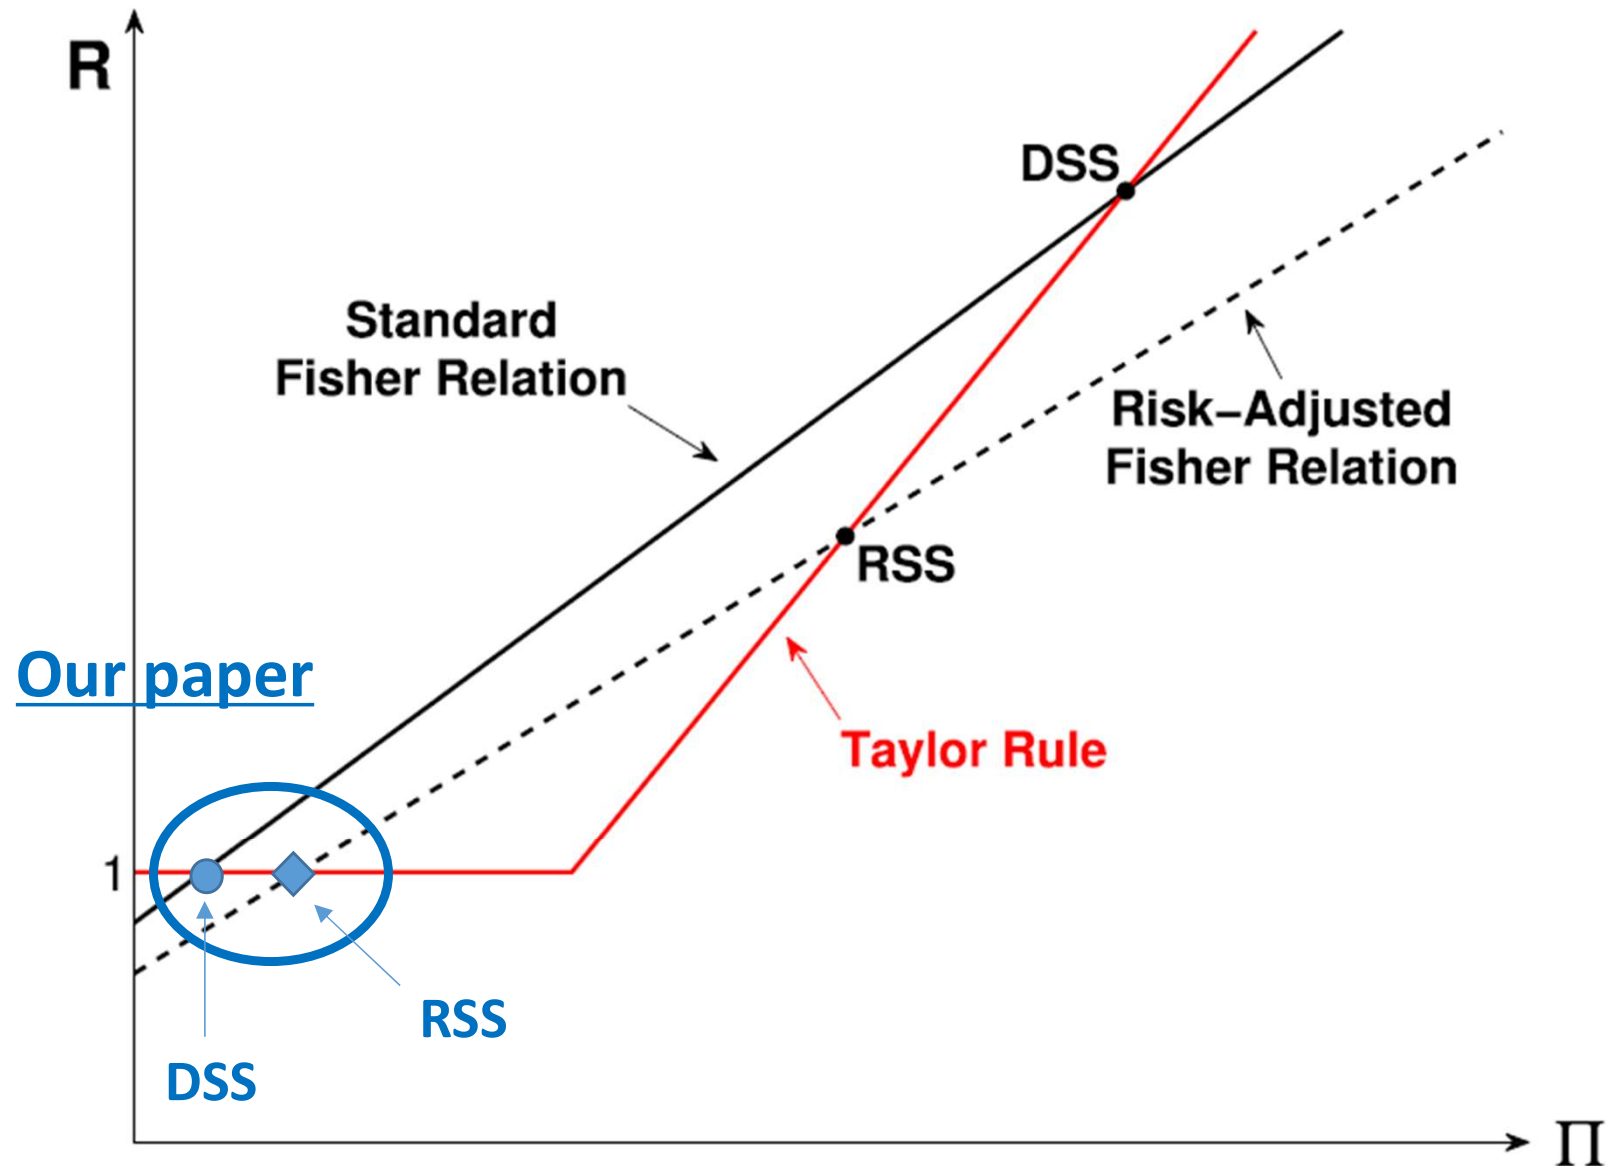 R
DSS
Standard
Fisher Relation
Risk−Adjusted
Fisher Relation
RSS
Our paper
Taylor Rule
1
RSS
DSS
Π